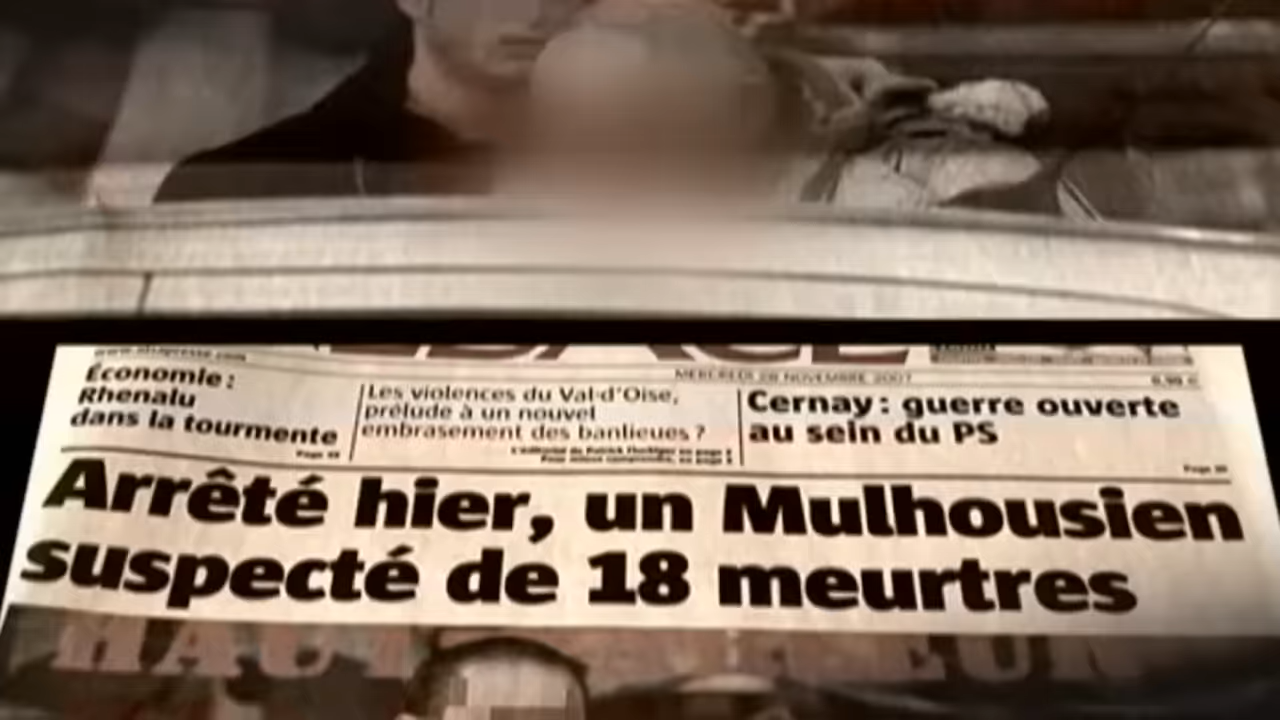 MERCREDI 28 NOVEMBRE 2007
Économie :
Rhenalu
dans la tourmente
Les violences du Val-d'Oise,
prélude à un nouvel
embrasement des banlieues ?
Cernay : guerre ouverte
au sein du PS
Arrêté hier, un Mulhousien
suspecté de 18 meurtres
HAUT